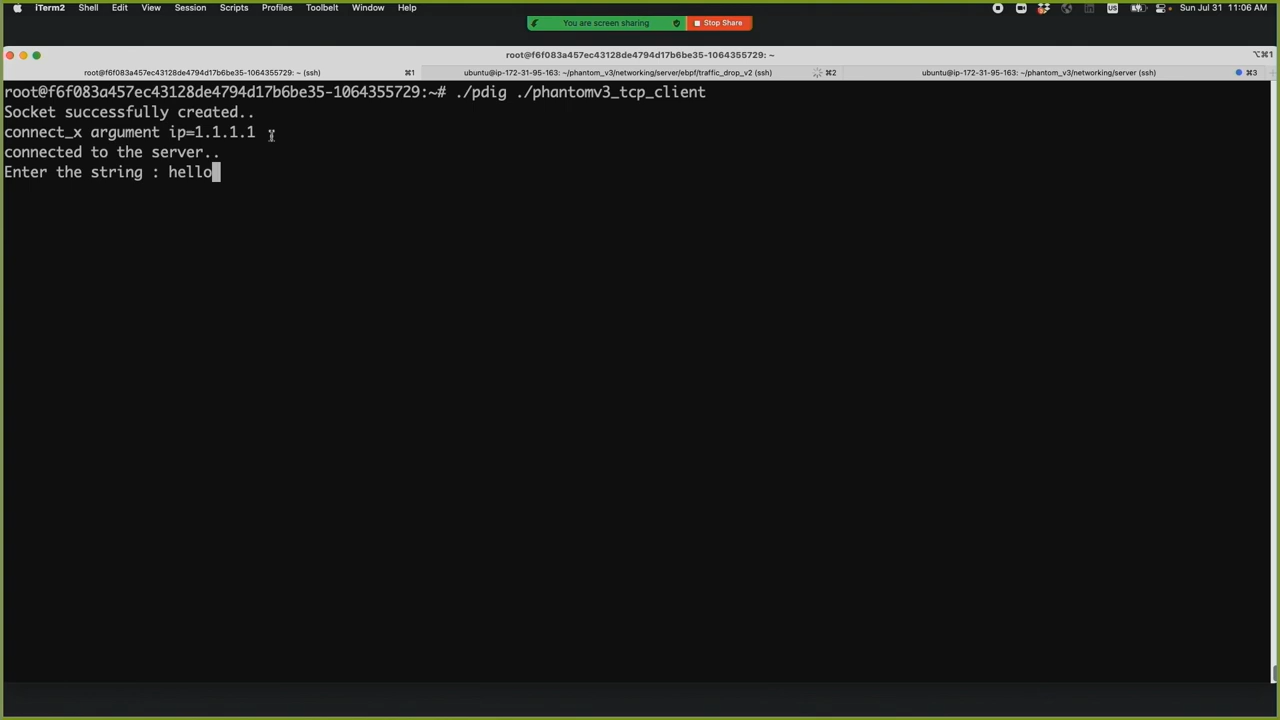 iTerm2 Shell Edit View Session Scripts Profiles Toolbelt Window Help US Sun Jul 31 11:06 AM
You are screen sharing Stop Share
root@f6f083a457ec43128de4794d17b6be35-1064355729: ~ ⌥⌘1
root@f6f083a457ec43128de4794d17b6be35-1064355729: ~ (ssh) ⌘1 ubuntu@ip-172-31-95-163: ~/phantom_v3/networking/server/ebpf/traffic_drop_v2 (ssh) ⌘2 ubuntu@ip-172-31-95-163: ~/phantom_v3/networking/server (ssh) ⌘3
root@f6f083a457ec43128de4794d17b6be35-1064355729:~# ./pdig ./phantomv3_tcp_client
Socket successfully created..
connect_x argument ip=1.1.1.1
connected to the server..
Enter the string : hello